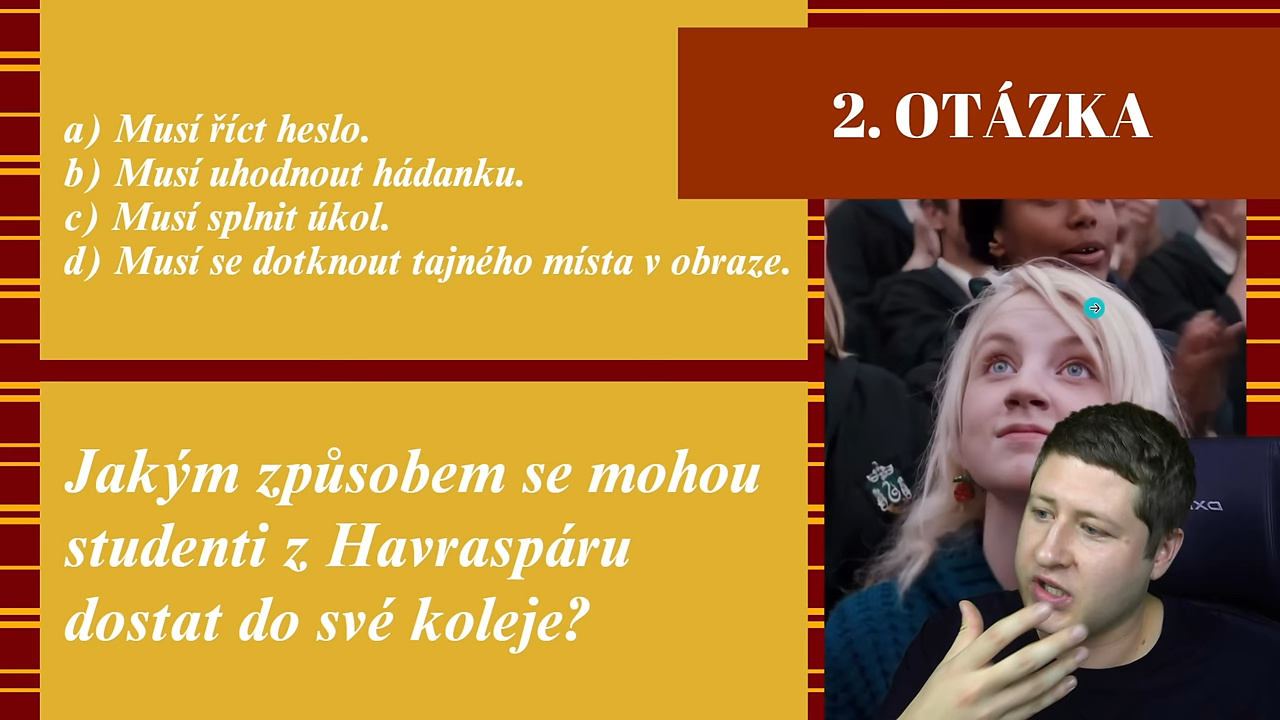 2. OTÁZKA
a) Musí říct heslo.
b) Musí uhodnout hádanku.
c) Musí splnit úkol.
d) Musí se dotknout tajného místa v obraze.
Jakým způsobem se mohou
studenti z Havraspáru
dostat do své koleje?